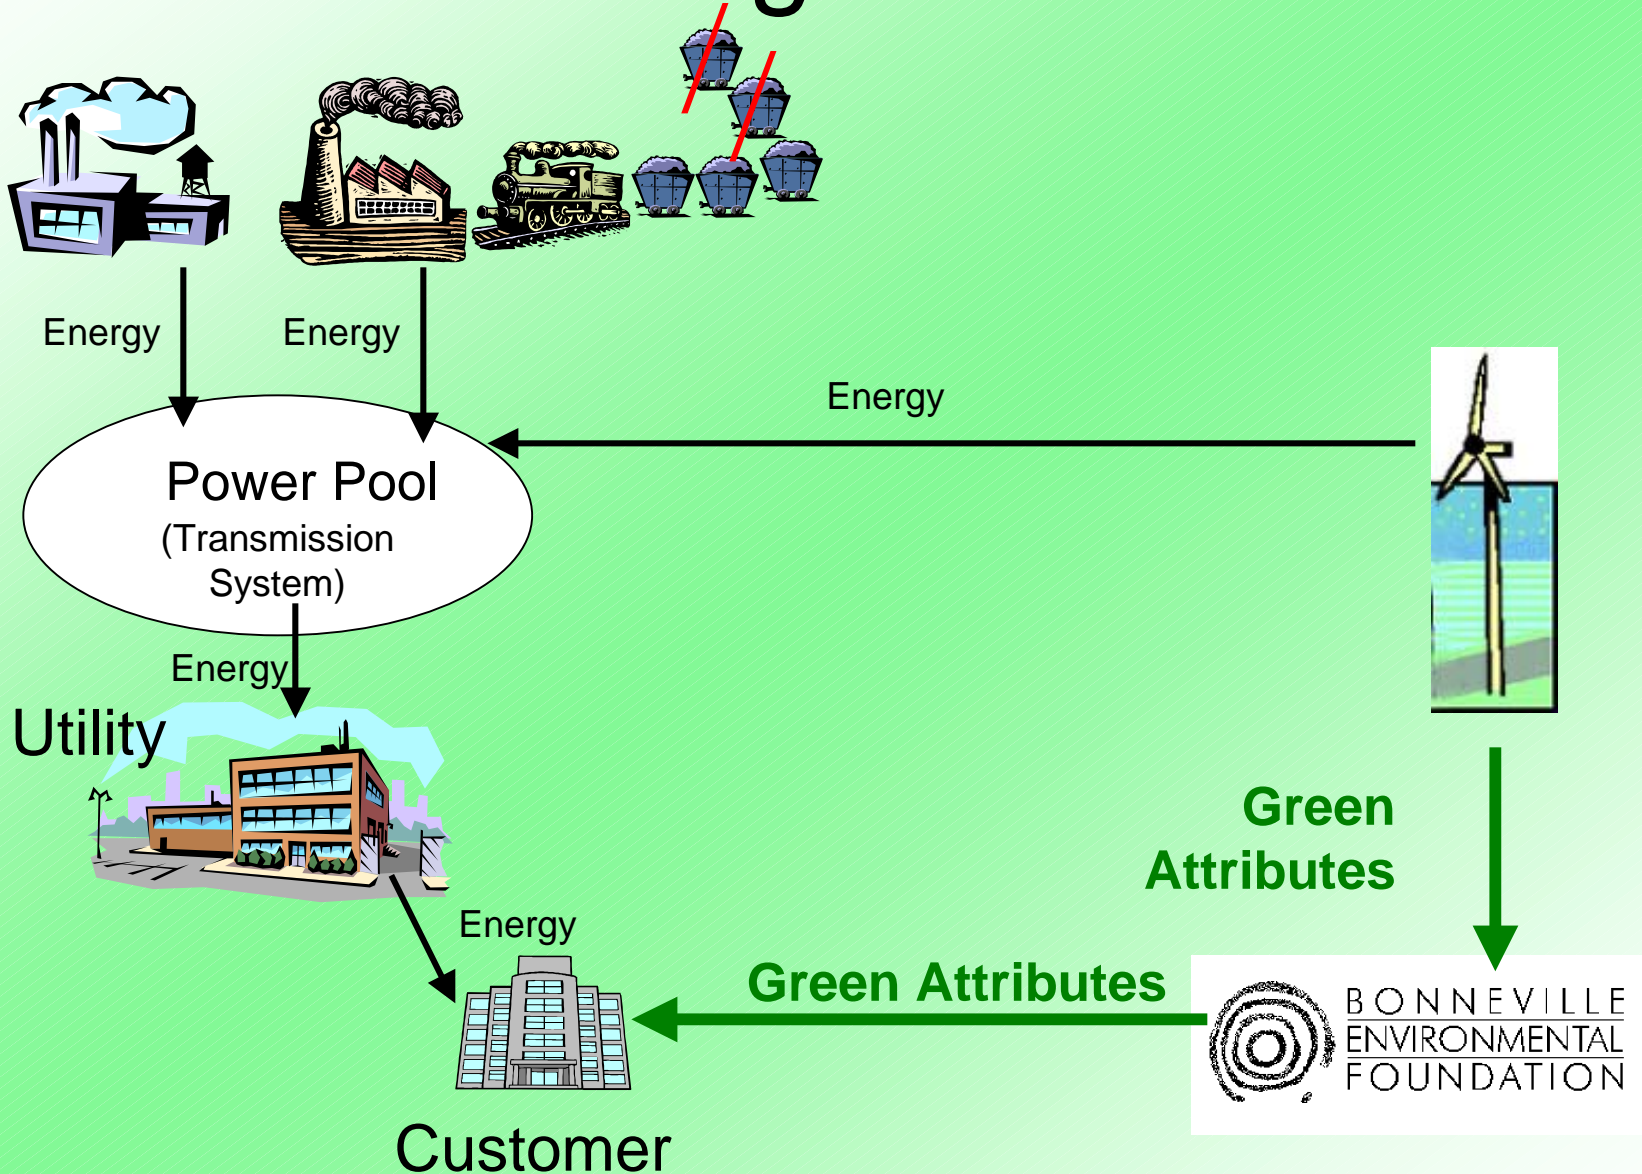 Energy
Energy
Energy
Power Pool
(Transmission
System)
Energy
Utility
Green
Attributes
Energy
Green Attributes
BONNEVILLE
ENVIRONMENTAL
FOUNDATION
Customer